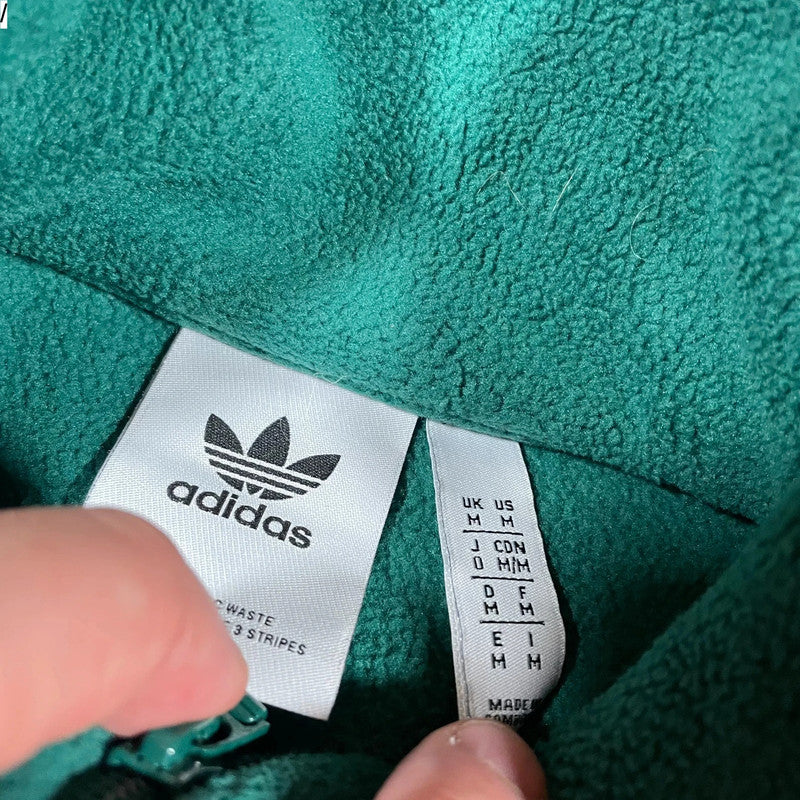 adidas
WASTE
3 STRIPES
UK US
M M
J CDN
O M/M
D F
M M
E I
M M
MADE